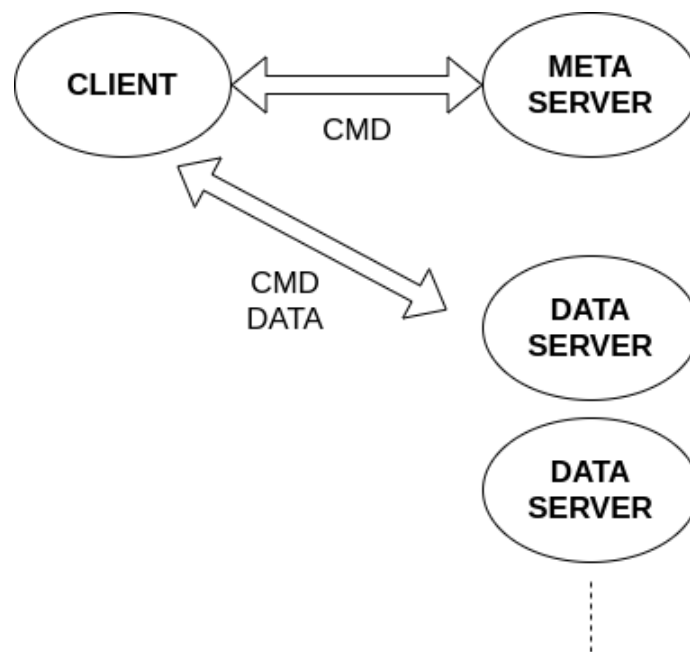 CLIENT
META
SERVER
CMD
CMD
DATA
DATA
SERVER
DATA
SERVER